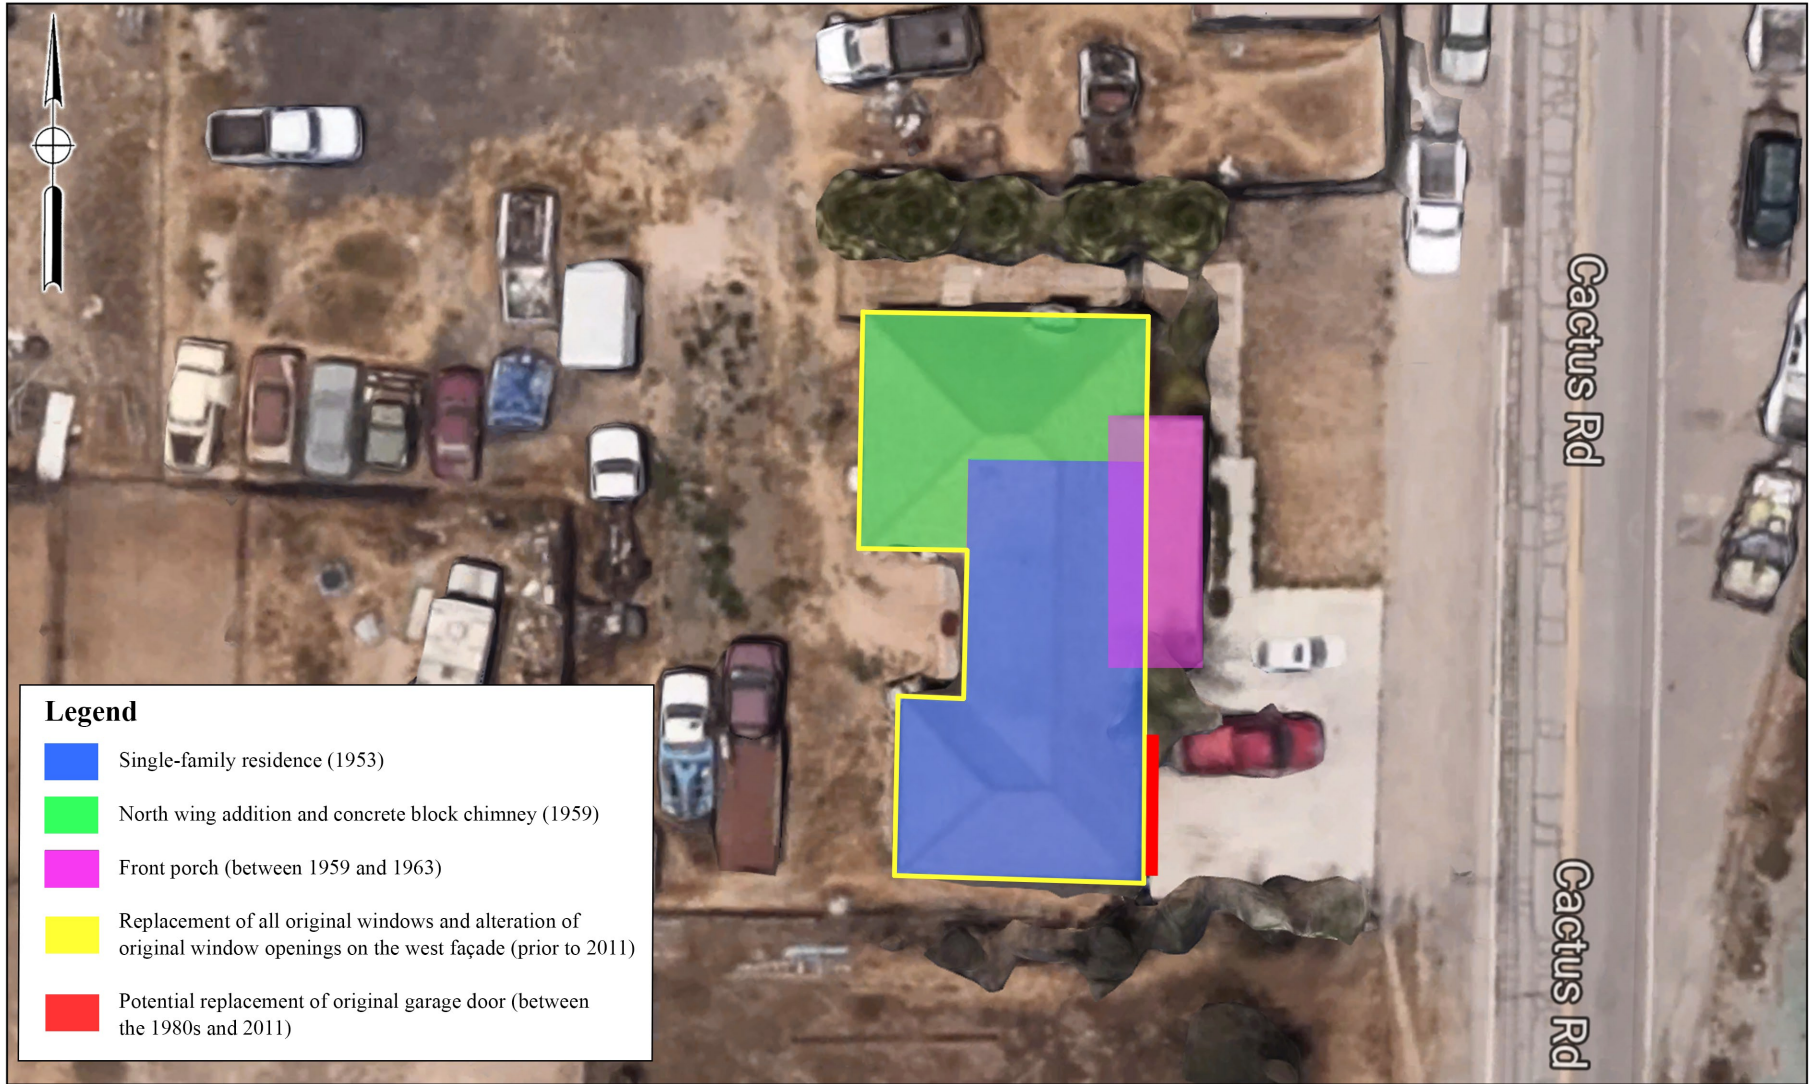 Cactus Rd
Legend
Single-family residence (1953)
North wing addition and concrete block chimney (1959)
Front porch (between 1959 and 1963)
Replacement of all original windows and alteration of
original window openings on the west façade (prior to 2011)
Potential replacement of original garage door (between
the 1980s and 2011)
Cactus Rd